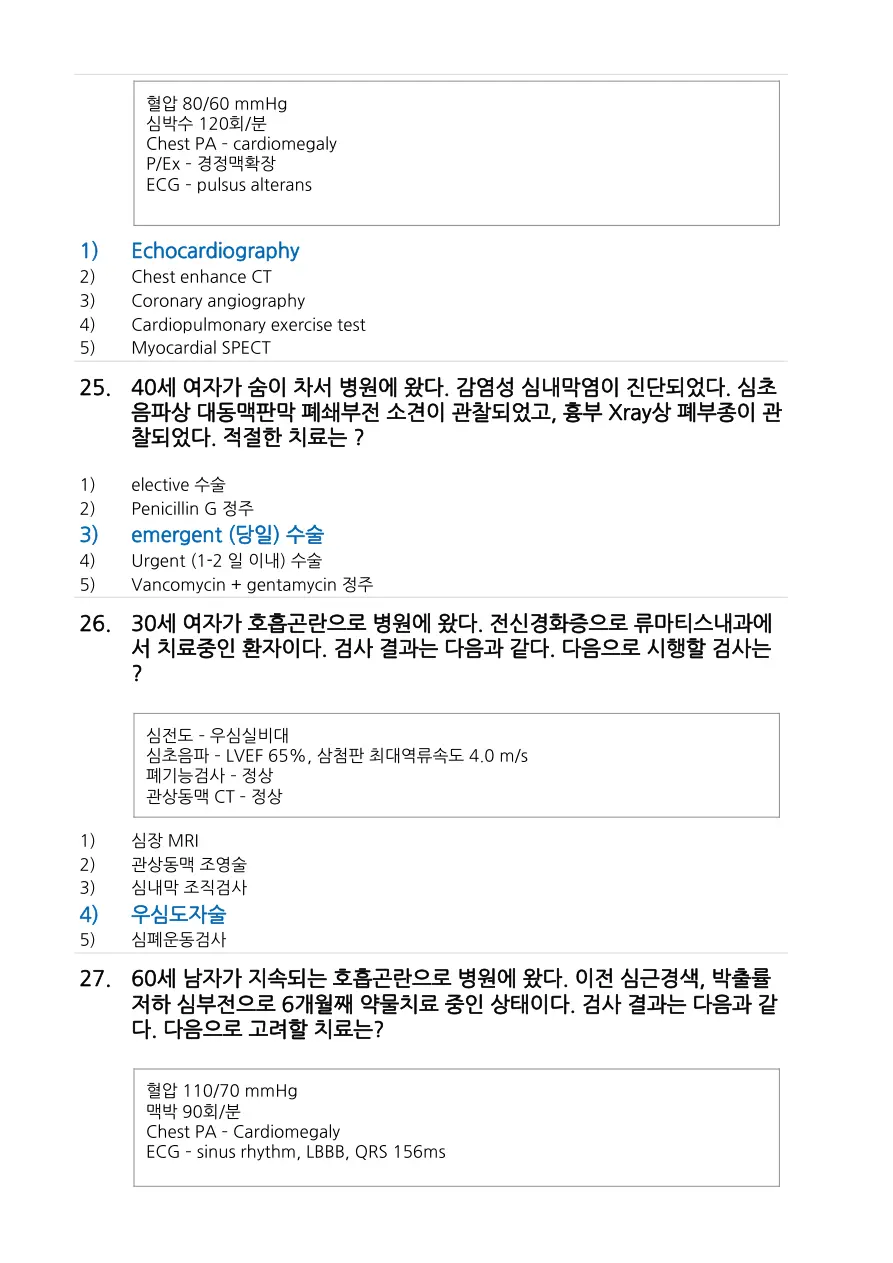 혈압 80/60 mmHg
심박수 120회/분
Chest PA – cardiomegaly
P/Ex – 경정맥확장
ECG – pulsus alterans
1) Echocardiography
2) Chest enhance CT
3) Coronary angiography
4) Cardiopulmonary exercise test
5) Myocardial SPECT
25. 40세 여자가 숨이 차서 병원에 왔다. 감염성 심내막염이 진단되었다. 심초
음파상 대동맥판막 폐쇄부전 소견이 관찰되었고, 흉부 Xray상 폐부종이 관
찰되었다. 적절한 치료는 ?
1) elective 수술
2) Penicillin G 정주
3) emergent (당일) 수술
4) Urgent (1-2 일 이내) 수술
5) Vancomycin + gentamycin 정주
26. 30세 여자가 호흡곤란으로 병원에 왔다. 전신경화증으로 류마티스내과에
서 치료중인 환자이다. 검사 결과는 다음과 같다. 다음으로 시행할 검사는
?
심전도 – 우심실비대
심초음파 – LVEF 65%, 삼첨판 최대역류속도 4.0 m/s
폐기능검사 – 정상
관상동맥 CT – 정상
1) 심장 MRI
2) 관상동맥 조영술
3) 심내막 조직검사
4) 우심도자술
5) 심폐운동검사
27. 60세 남자가 지속되는 호흡곤란으로 병원에 왔다. 이전 심근경색, 박출률
저하 심부전으로 6개월째 약물치료 중인 상태이다. 검사 결과는 다음과 같
다. 다음으로 고려할 치료는?
혈압 110/70 mmHg
맥박 90회/분
Chest PA – Cardiomegaly
ECG – sinus rhythm, LBBB, QRS 156ms